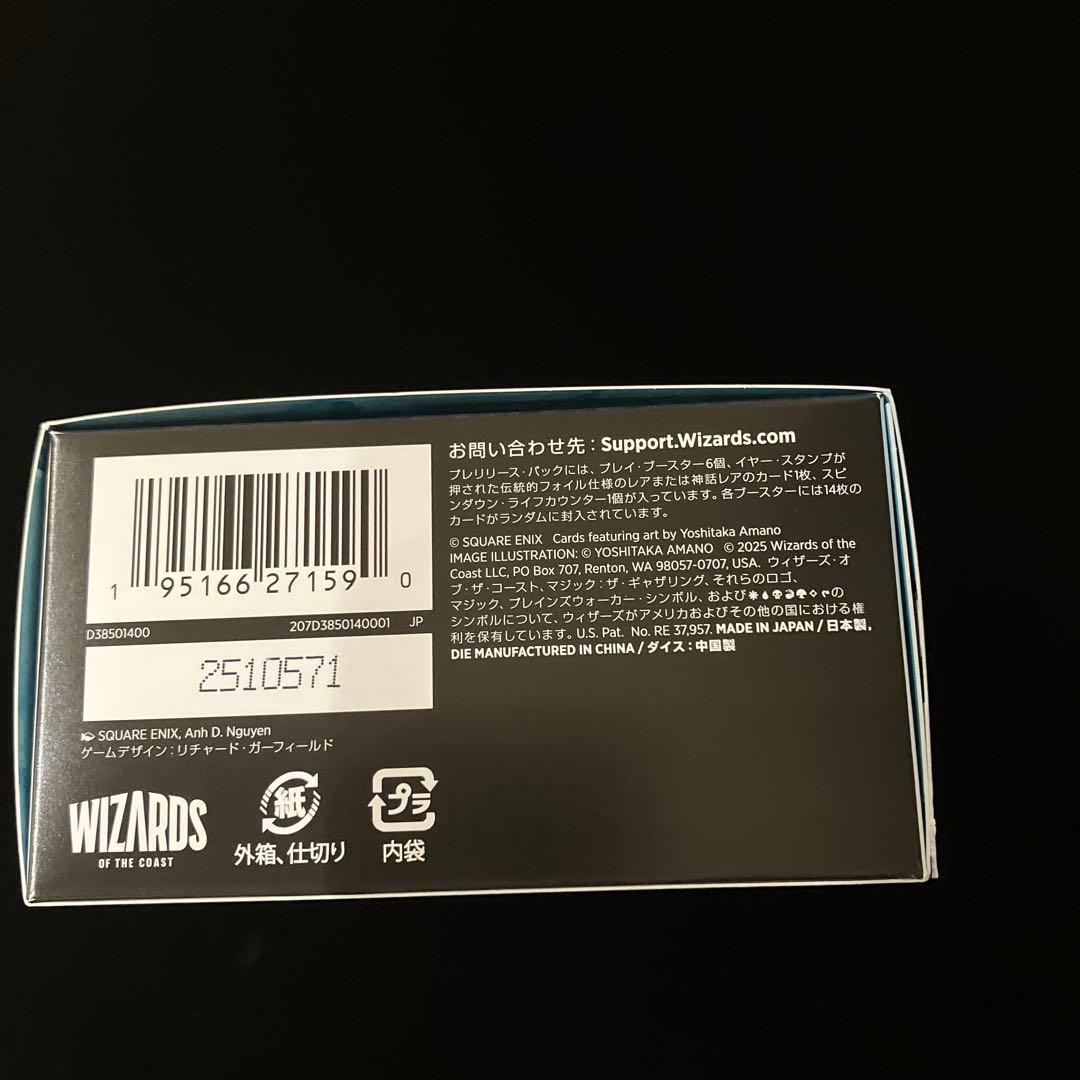 1 95166 27159 0
D38501400 207D3850140001 JP
2510571
SQUARE ENIX, Anh D. Nguyen
ゲームデザイン：リチャード・ガーフィールド
WIZARDS
OF THE COAST
紙
外箱、仕切り
プラ
内袋
お問い合わせ先：Support.Wizards.com
プレリリース・パックには、プレイ・ブースター6個、イヤー・スタンプが
押された伝統的フォイル仕様のレアまたは神話レアのカード1枚、スピ
ンダウン・ライフカウンター1個が入っています。各ブースターには14枚の
カードがランダムに封入されています。
© SQUARE ENIX Cards featuring art by Yoshitaka Amano
IMAGE ILLUSTRATION: © YOSHITAKA AMANO © 2025 Wizards of the
Coast LLC, PO Box 707, Renton, WA 98057-0707, USA. ウィザーズ・オ
ブ・ザ・コースト、マジック：ザ・ギャザリング、それらのロゴ、
マジック、プレインズウォーカー・シンボル、および の
シンボルについて、ウィザーズがアメリカおよびその他の国における権
利を保有しています。U.S. Pat. No. RE 37,957. MADE IN JAPAN / 日本製,
DIE MANUFACTURED IN CHINA / ダイス：中国製